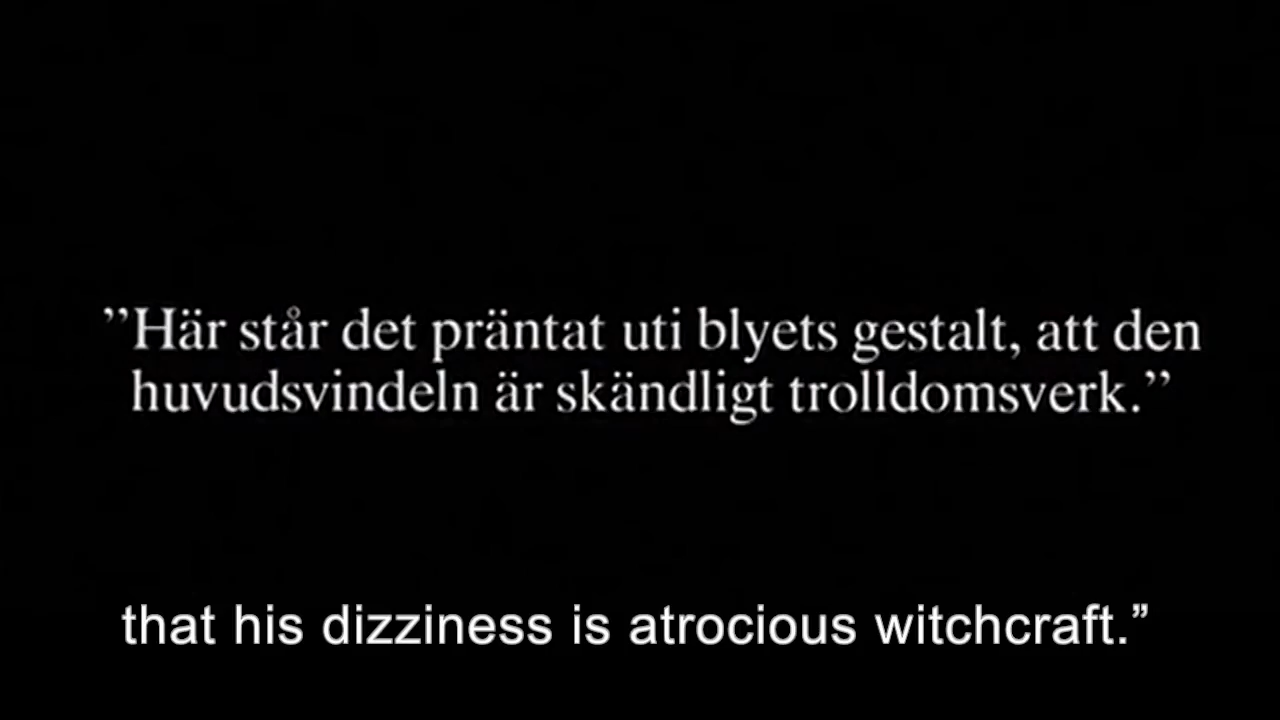 ”Här står det präntat uti blyets gestalt, att den
huvudsvindeln är skändligt trolldomsverk.”
that his dizziness is atrocious witchcraft.”